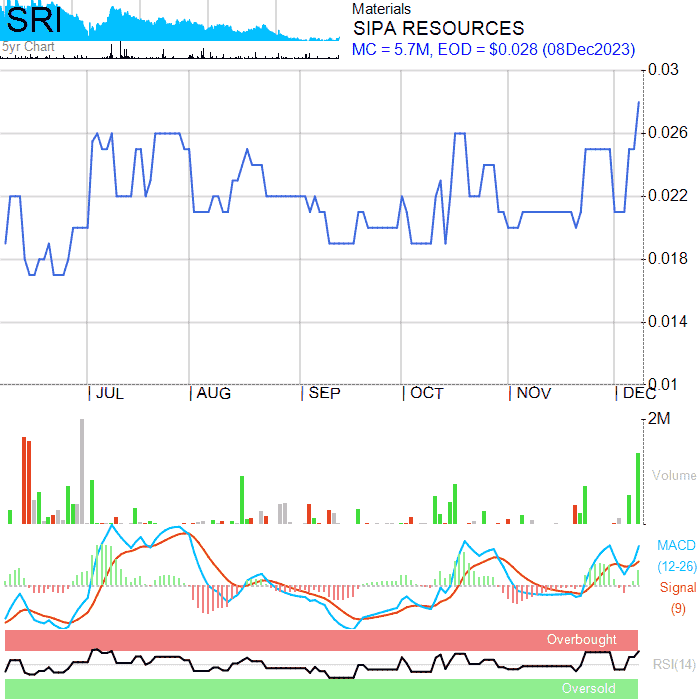 SRI
5yr Chart
Materials
SIPA RESOURCES
MC = 5.7M, EOD = $0.028 (08Dec2023)
0.03
0.026
0.022
0.018
0.014
0.01
JUL AUG SEP OCT NOV DEC
2M
Volume
MACD
(12-26)
Signal
(9)
Overbought
RSI(14)
Oversold